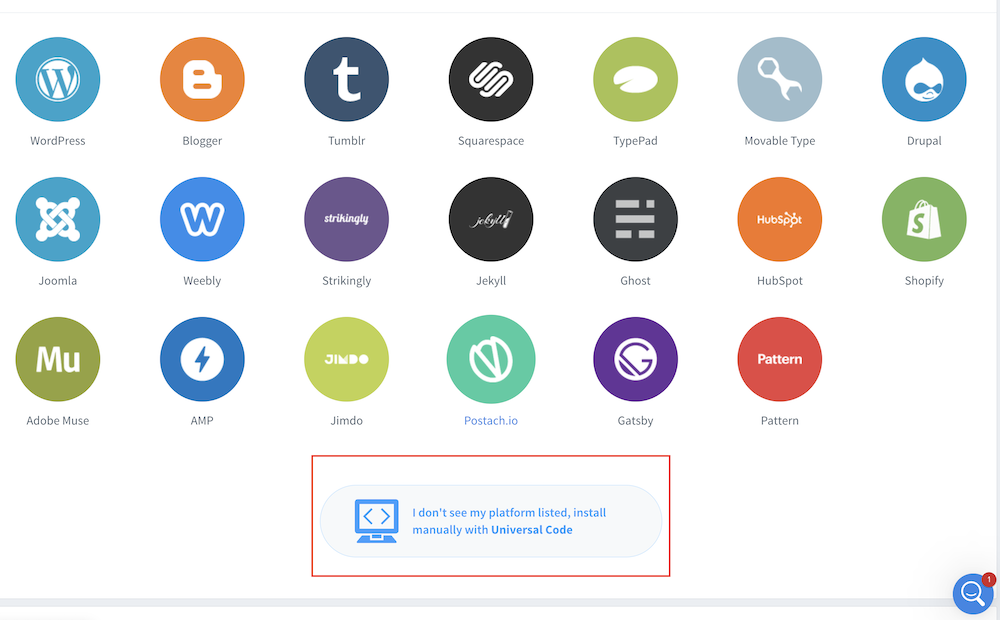 WordPress Blogger Tumblr Squarespace TypePad Movable Type Drupal
strikingly jekyll HubSpot
Joomla Weebly Strikingly Jekyll Ghost HubSpot Shopify
Mu JIMDO Pattern
Adobe Muse AMP Jimdo Postach.io Gatsby Pattern
I don't see my platform listed, install
manually with Universal Code
1